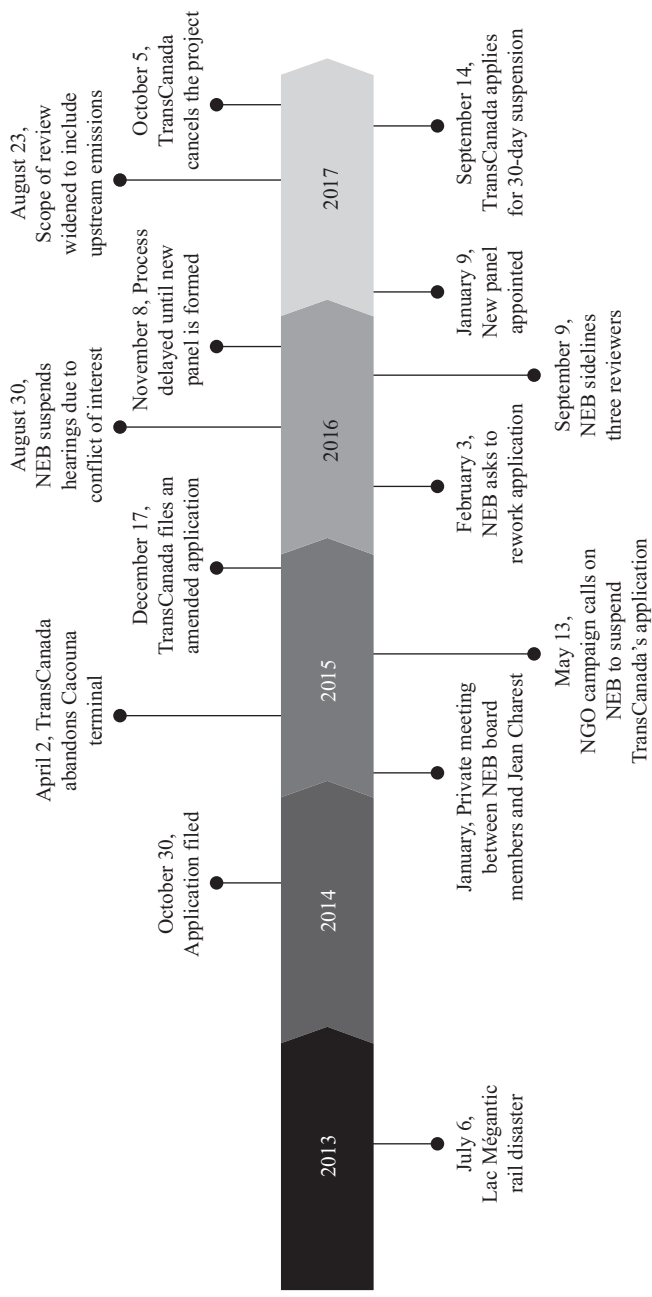 July 6,
Lac Mégantic
rail disaster
2013
October 30,
Application filed
2014
January, Private meeting
between NEB board
members and Jean Charest
April 2, TransCanada
abandons Cacouna
terminal
May 13,
NGO campaign calls on
NEB to suspend
TransCanada’s application
2015
December 17,
TransCanada files an
amended application
February 3,
NEB asks to
rework application
August 30,
NEB suspends
hearings due to
conflict of interest
2016
September 9,
NEB sidelines
three reviewers
November 8, Process
delayed until new
panel is formed
January 9,
New panel
appointed
2017
August 23,
Scope of review
widened to include
upstream emissions
September 14,
TransCanada applies
for 30-day suspension
October 5,
TransCanada
cancels the project